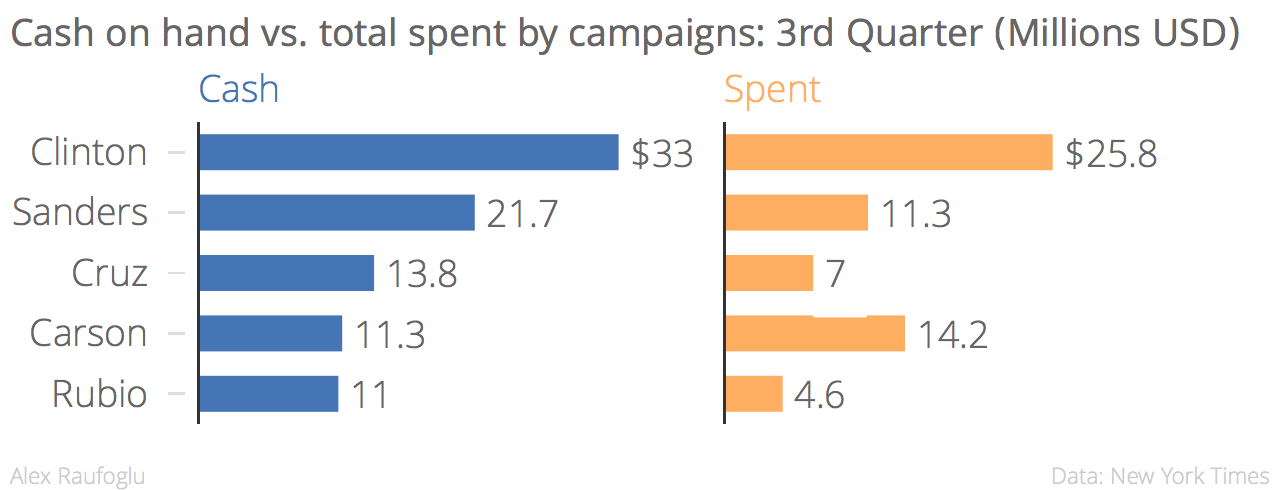 Cash on hand vs. total spent by campaigns: 3rd Quarter (Millions USD)
Cash Spent
Clinton $33 $25.8
Sanders 21.7 11.3
Cruz 13.8 7
Carson 11.3 14.2
Rubio 11 4.6
Alex Raufoglu Data: New York Times